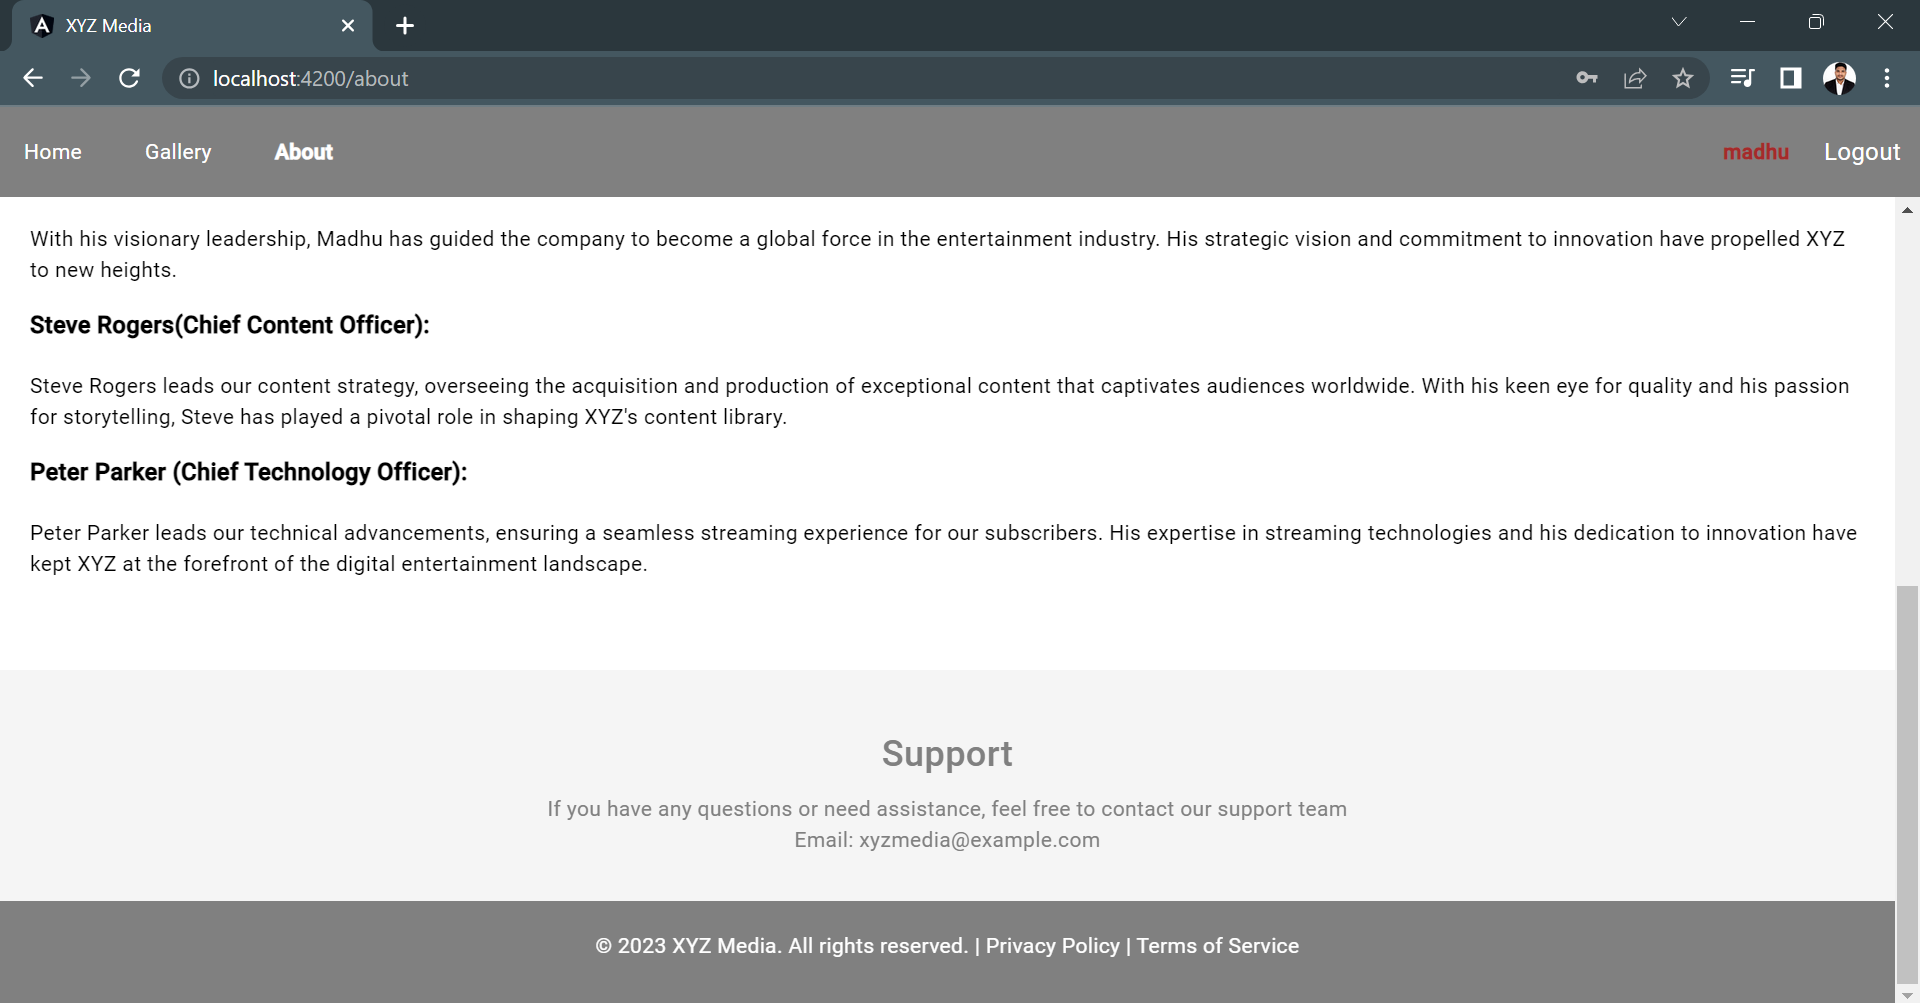 XYZ Media
localhost:4200/about
Home Gallery About madhu Logout
With his visionary leadership, Madhu has guided the company to become a global force in the entertainment industry. His strategic vision and commitment to innovation have propelled XYZ
to new heights.
Steve Rogers(Chief Content Officer):
Steve Rogers leads our content strategy, overseeing the acquisition and production of exceptional content that captivates audiences worldwide. With his keen eye for quality and his passion
for storytelling, Steve has played a pivotal role in shaping XYZ's content library.
Peter Parker (Chief Technology Officer):
Peter Parker leads our technical advancements, ensuring a seamless streaming experience for our subscribers. His expertise in streaming technologies and his dedication to innovation have
kept XYZ at the forefront of the digital entertainment landscape.
Support
If you have any questions or need assistance, feel free to contact our support team
Email: xyzmedia@example.com
© 2023 XYZ Media. All rights reserved. | Privacy Policy | Terms of Service